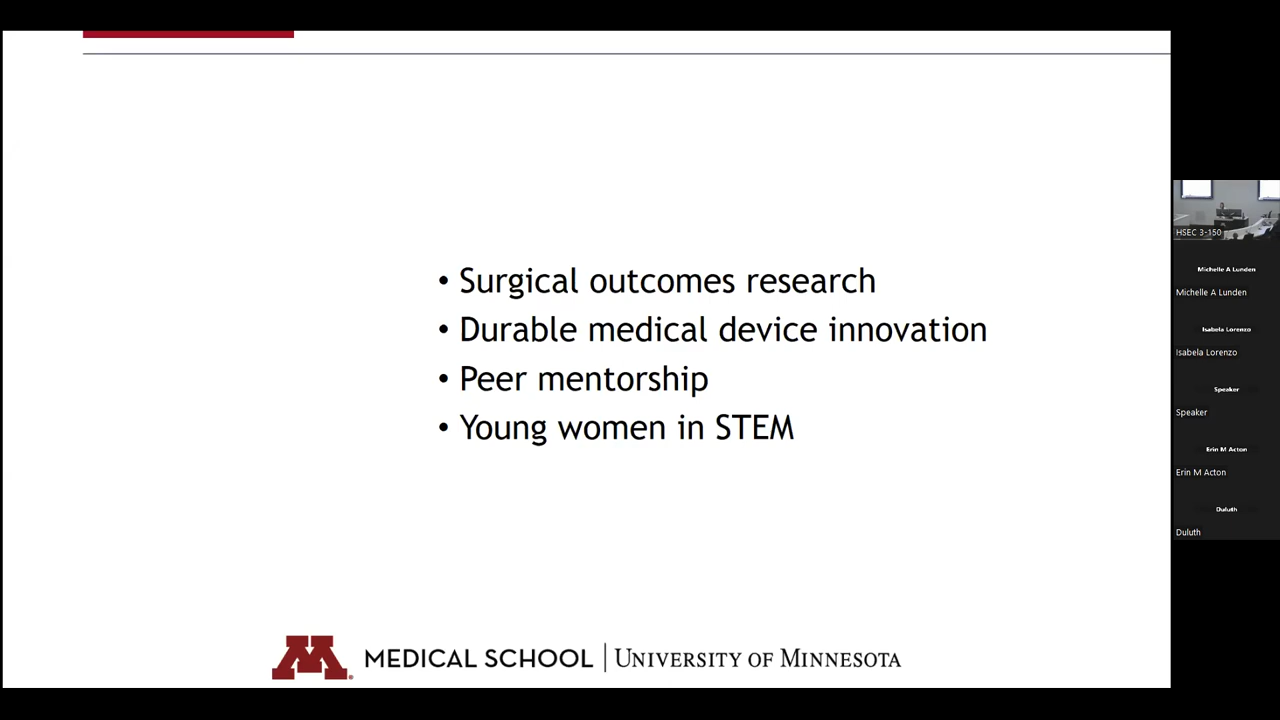 • Surgical outcomes research
• Durable medical device innovation
• Peer mentorship
• Young women in STEM
M MEDICAL SCHOOL | UNIVERSITY OF MINNESOTA
HSEC 3-150
Michelle A Lunden
Michelle A Lunden
Isabela Lorenzo
Isabela Lorenzo
Speaker
Speaker
Erin M Acton
Erin M Acton
Duluth
Duluth